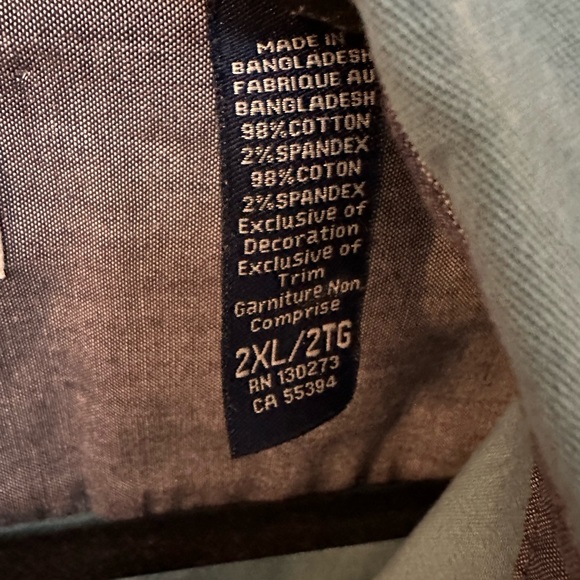 MADE IN
BANGLADESH
FABRIQUE AU
BANGLADESH
98%COTTON
2%SPANDEX
98%COTON
2%SPANDEX
Exclusive of
Decoration
Exclusive of
Trim
Garniture Non
Comprise
2XL/2TG
RN 130273
CA 55394